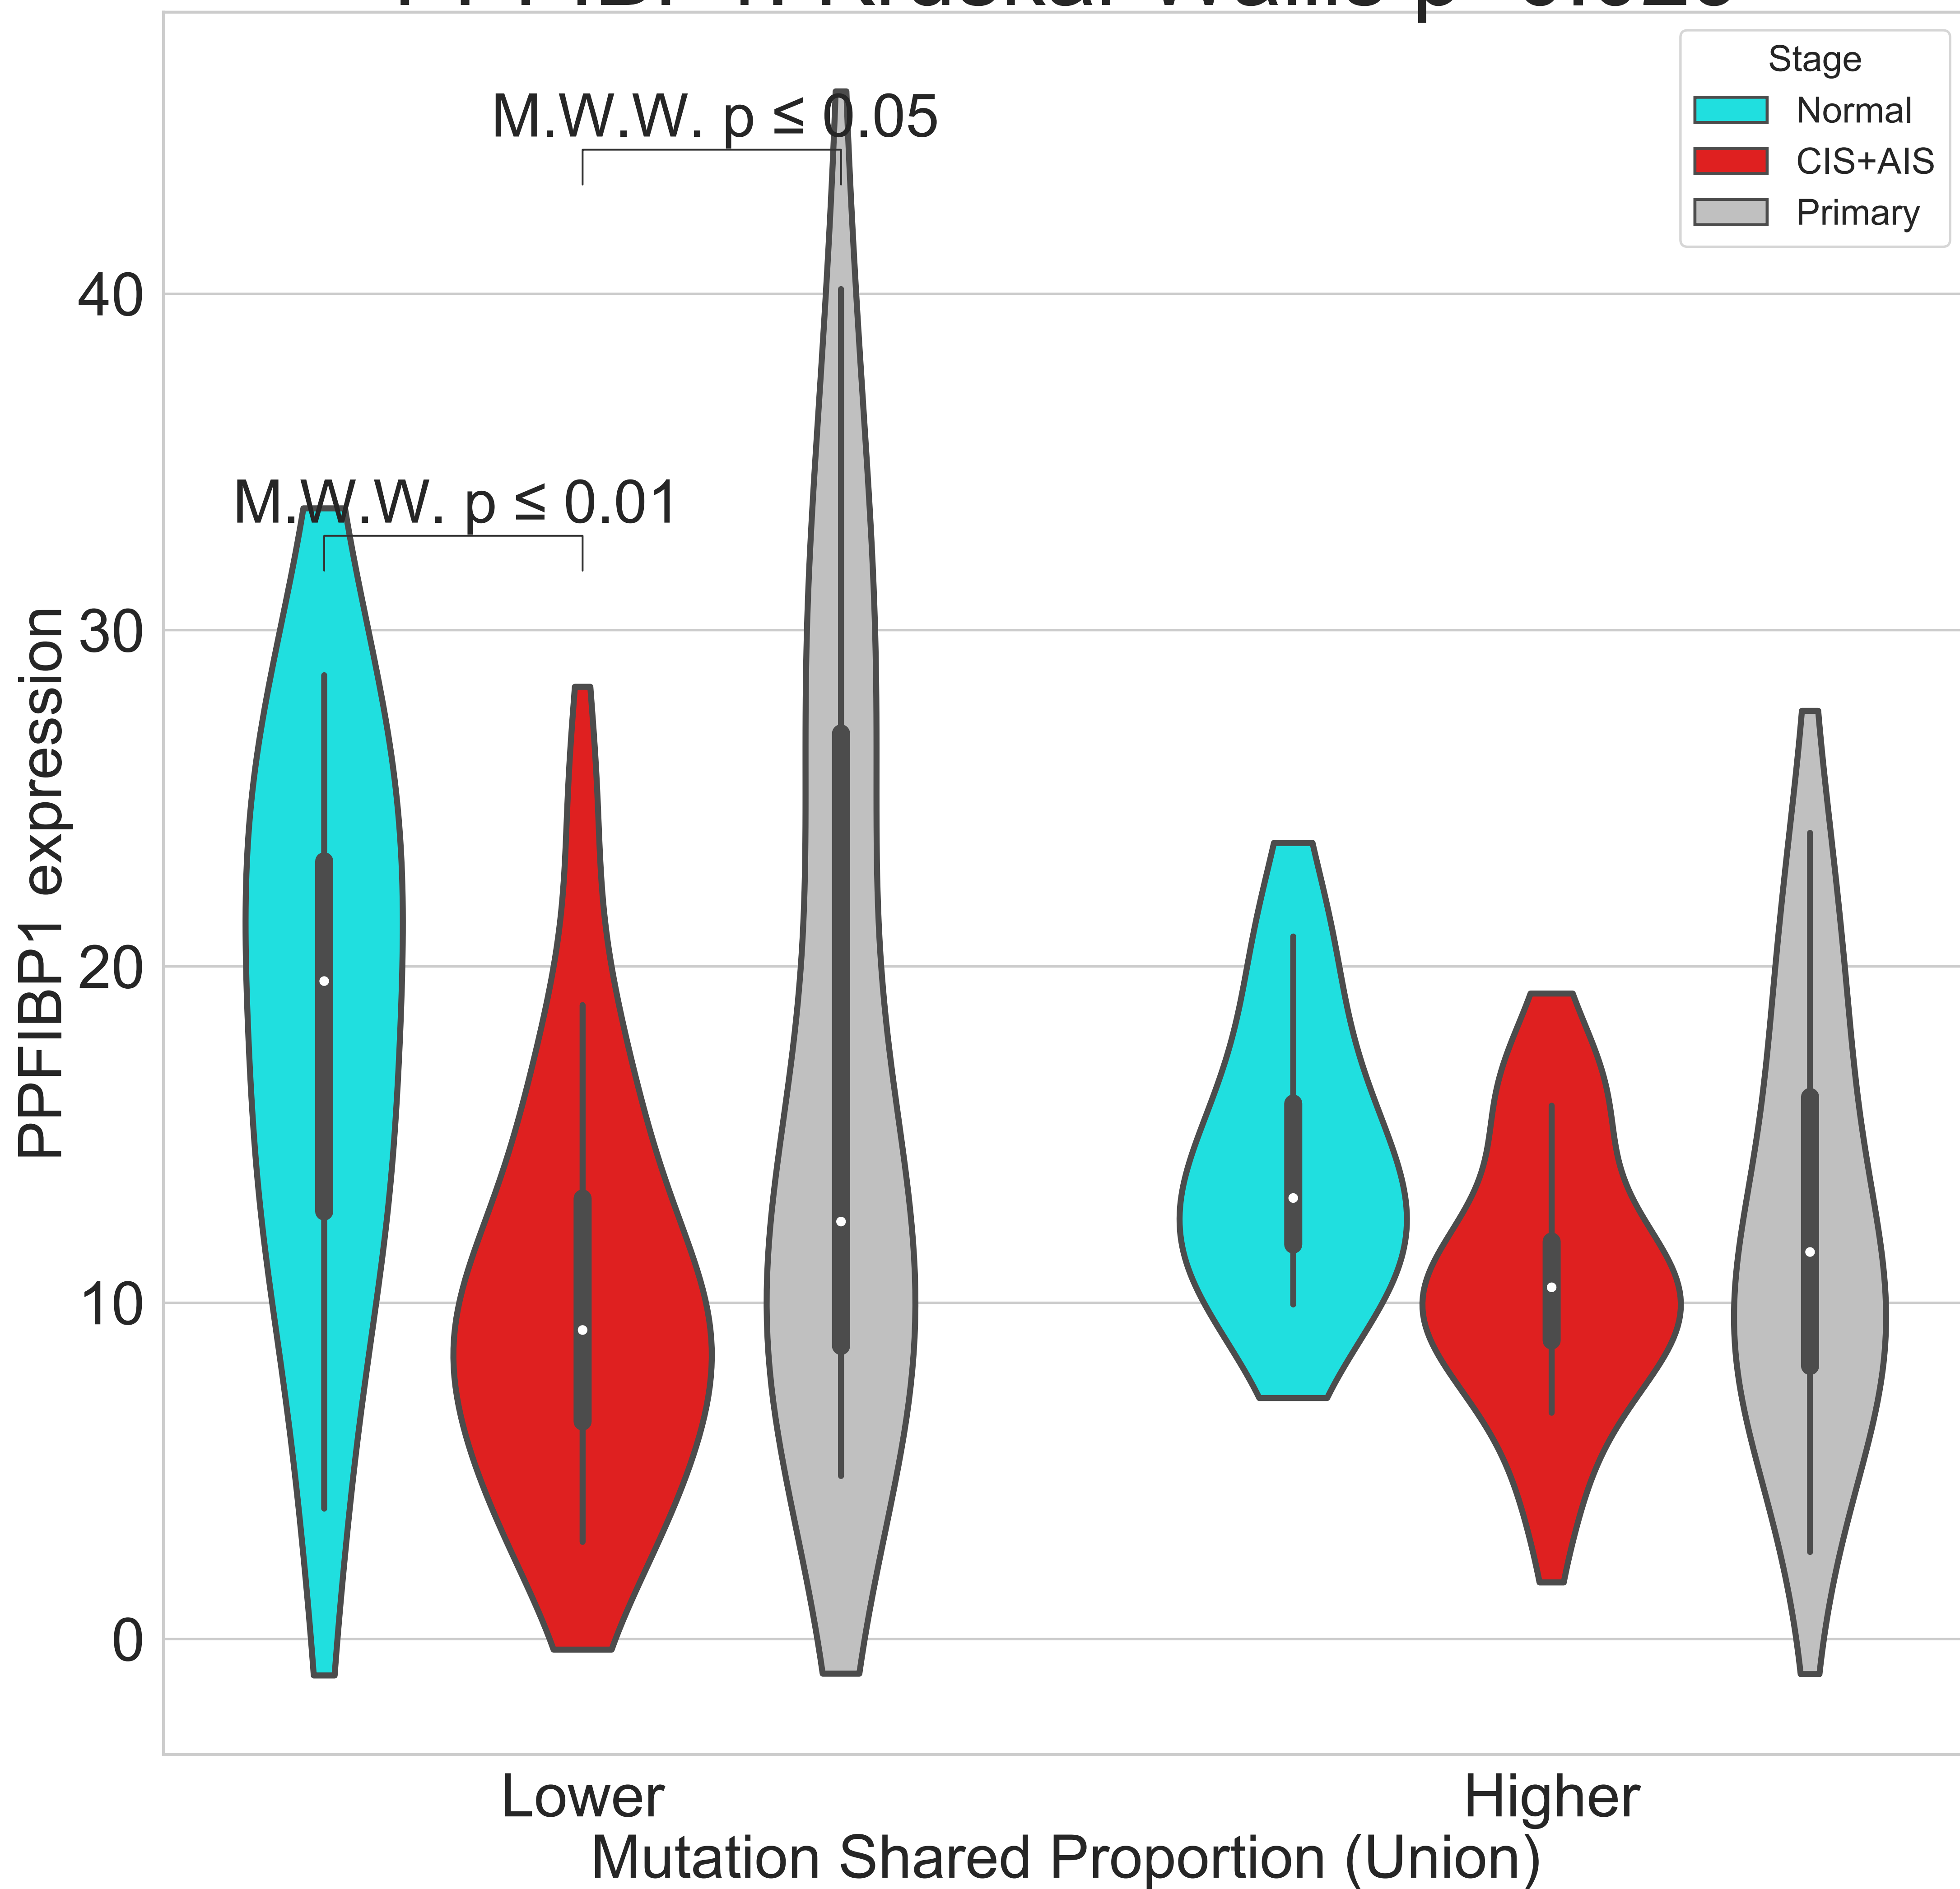 Stage
Normal
CIS+AIS
Primary
M.W.W. p ≤ 0.05
M.W.W. p ≤ 0.01
40
30
20
10
0
PPFIBP1 expression
Lower
Higher
Mutation Shared Proportion (Union)